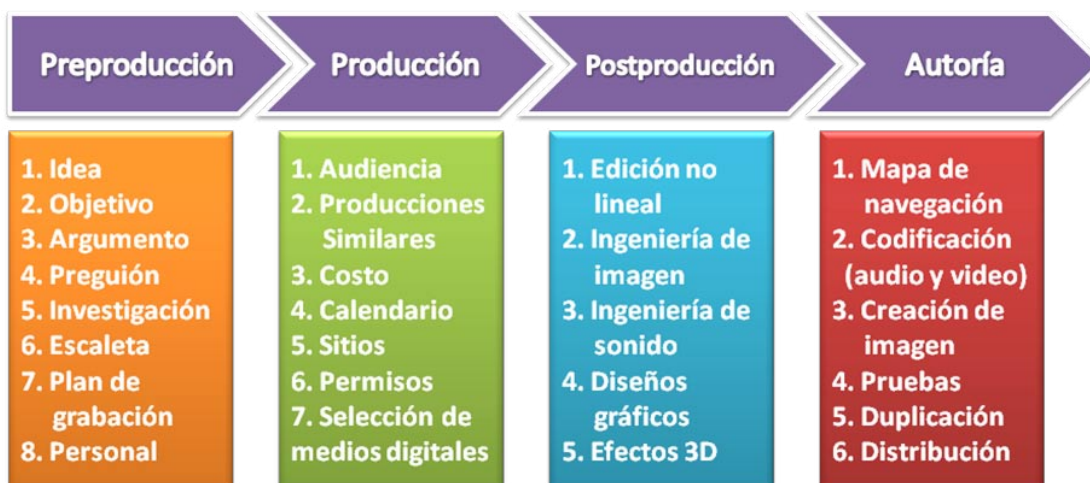 Preproducción
Producción
Postproducción
Autoría
1. Idea
2. Objetivo
3. Argumento
4. Preguión
5. Investigación
6. Escaleta
7. Plan de
grabación
8. Personal
1. Audiencia
2. Producciones
Similares
3. Costo
4. Calendario
5. Sitios
6. Permisos
7. Selección de
medios digitales
1. Edición no
lineal
2. Ingeniería de
imagen
3. Ingeniería de
sonido
4. Diseños
gráficos
5. Efectos 3D
1. Mapa de
navegación
2. Codificación
(audio y video)
3. Creación de
imagen
4. Pruebas
5. Duplicación
6. Distribución